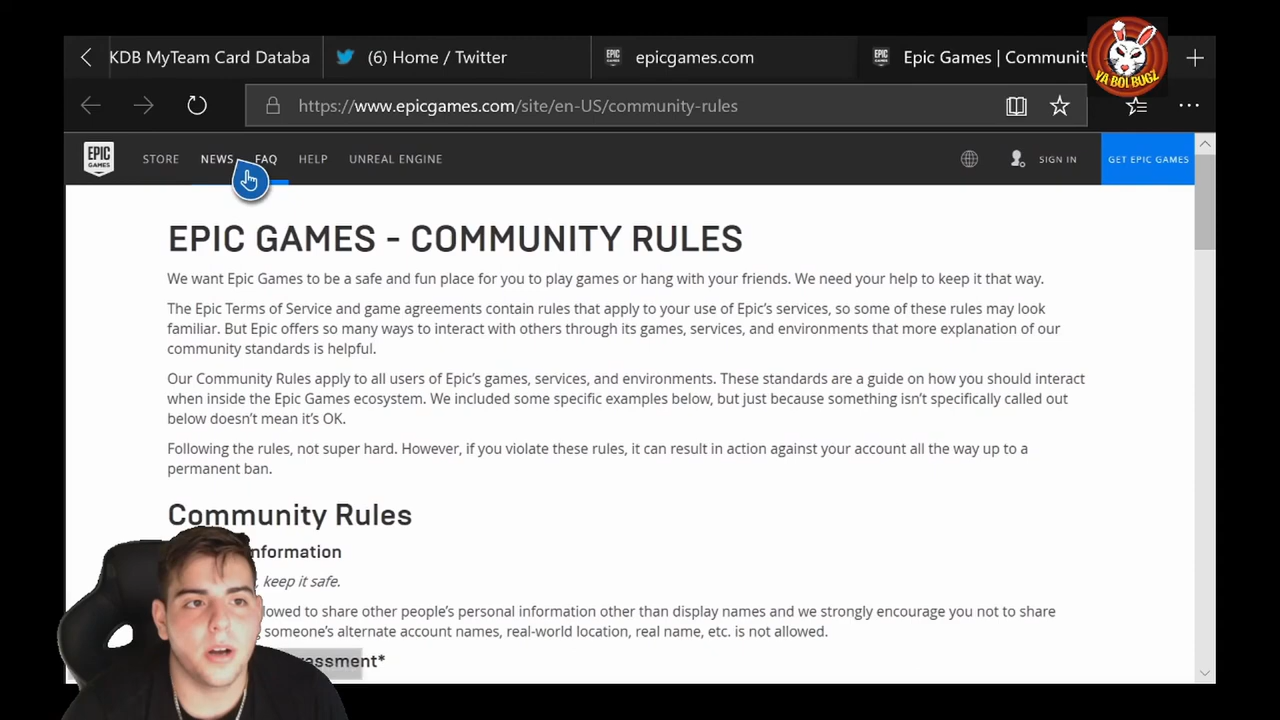 KDB MyTeam Card Databa
(6) Home / Twitter
epicgames.com
Epic Games | Communit
YA BOI BUGZ
https://www.epicgames.com/site/en-US/community-rules
EPIC GAMES
STORE
NEWS
FAQ
HELP
UNREAL ENGINE
SIGN IN
GET EPIC GAMES
EPIC GAMES - COMMUNITY RULES
We want Epic Games to be a safe and fun place for you to play games or hang with your friends. We need your help to keep it that way.
The Epic Terms of Service and game agreements contain rules that apply to your use of Epic's services, so some of these rules may look
familiar. But Epic offers so many ways to interact with others through its games, services, and environments that more explanation of our
community standards is helpful.
Our Community Rules apply to all users of Epic's games, services, and environments. These standards are a guide on how you should interact
when inside the Epic Games ecosystem. We included some specific examples below, but just because something isn't specifically called out
below doesn't mean it's OK.
Following the rules, not super hard. However, if you violate these rules, it can result in action against your account all the way up to a
permanent ban.
Community Rules
nformation
, keep it safe.
lowed to share other people's personal information other than display names and we strongly encourage you not to share
someone's alternate account names, real-world location, real name, etc. is not allowed.
assment*